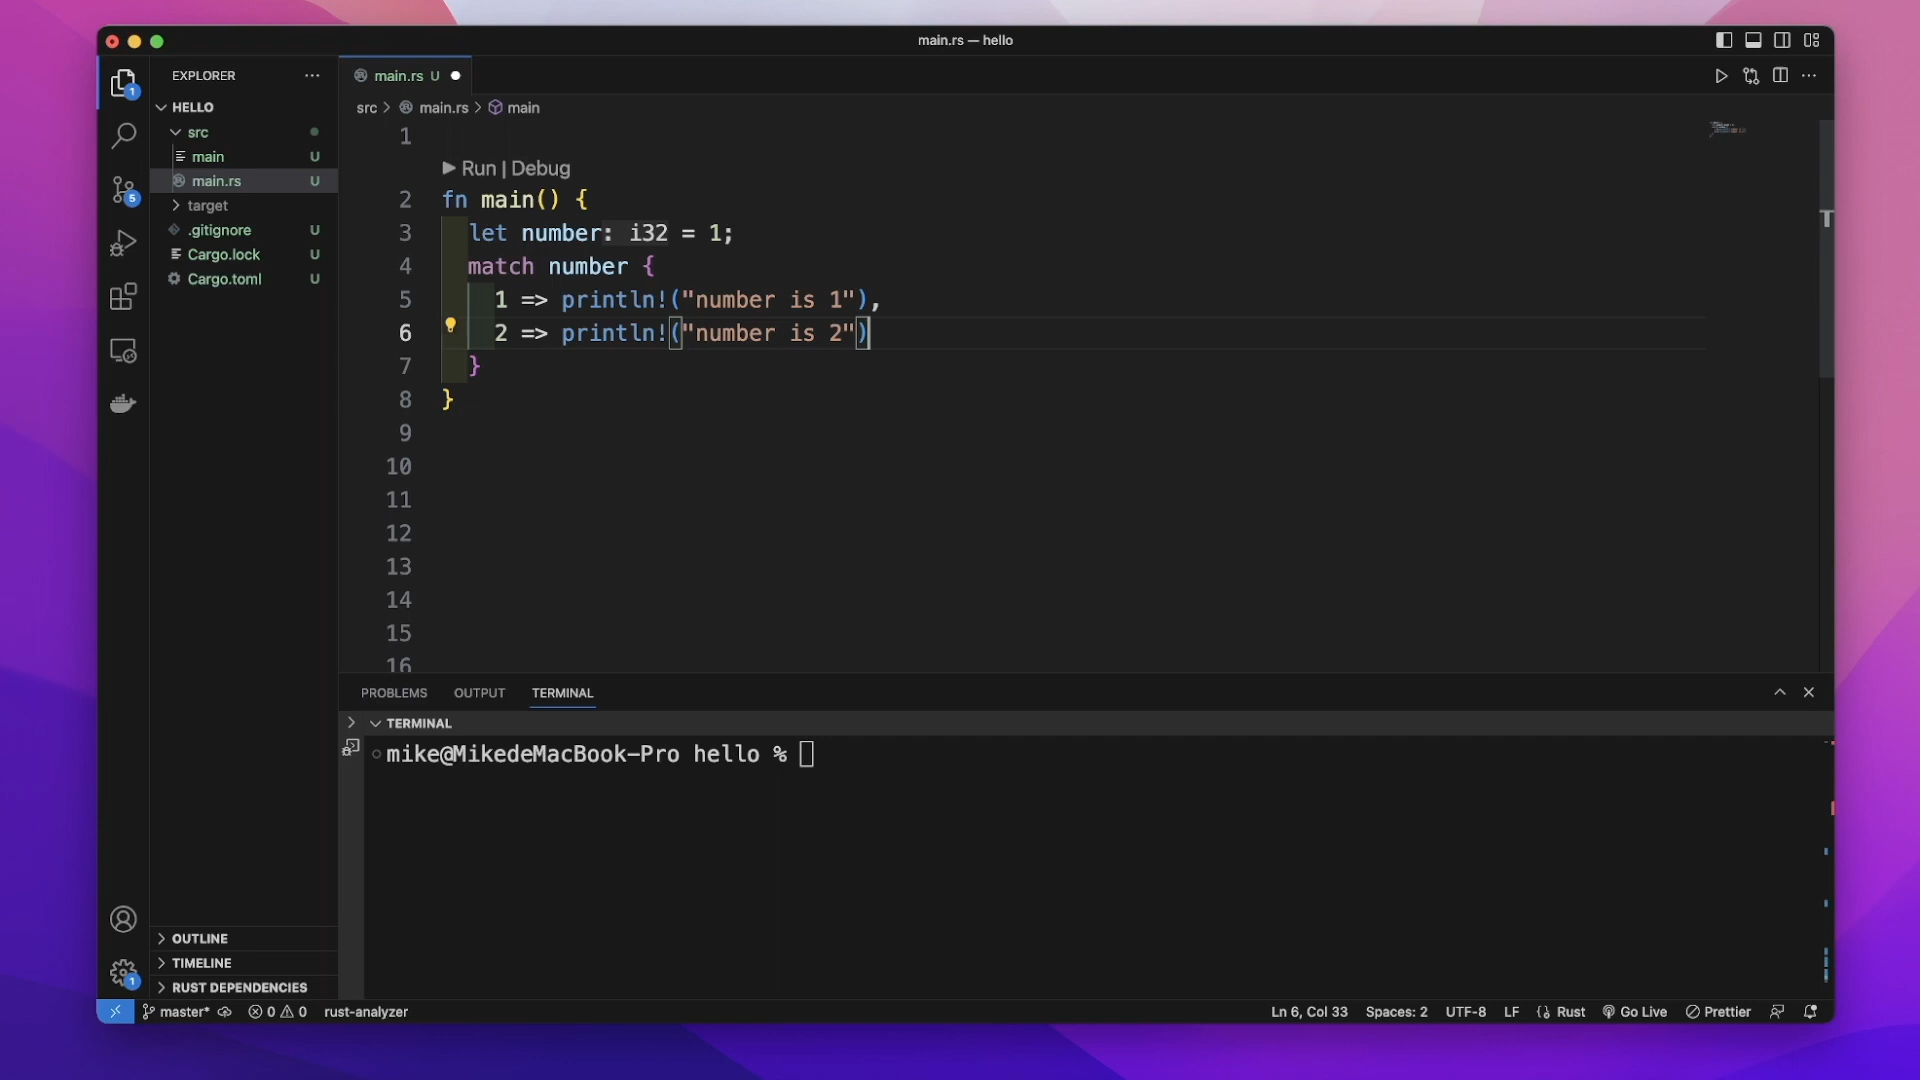 main.rs — hello
EXPLORER
HELLO
src
main U
main.rs U
target
.gitignore U
Cargo.lock U
Cargo.toml U
OUTLINE
TIMELINE
RUST DEPENDENCIES
1
5
1
main.rs U
src > main.rs > main
1
Run | Debug
2 fn main() {
3 let number: i32 = 1;
4 match number {
5 1 => println!("number is 1"),
6 2 => println!("number is 2")
7 }
8 }
9
10
11
12
13
14
15
16
PROBLEMS OUTPUT TERMINAL
TERMINAL
mike@MikedeMacBook-Pro hello %
master* 0 0 rust-analyzer Ln 6, Col 33 Spaces: 2 UTF-8 LF Rust Go Live Prettier